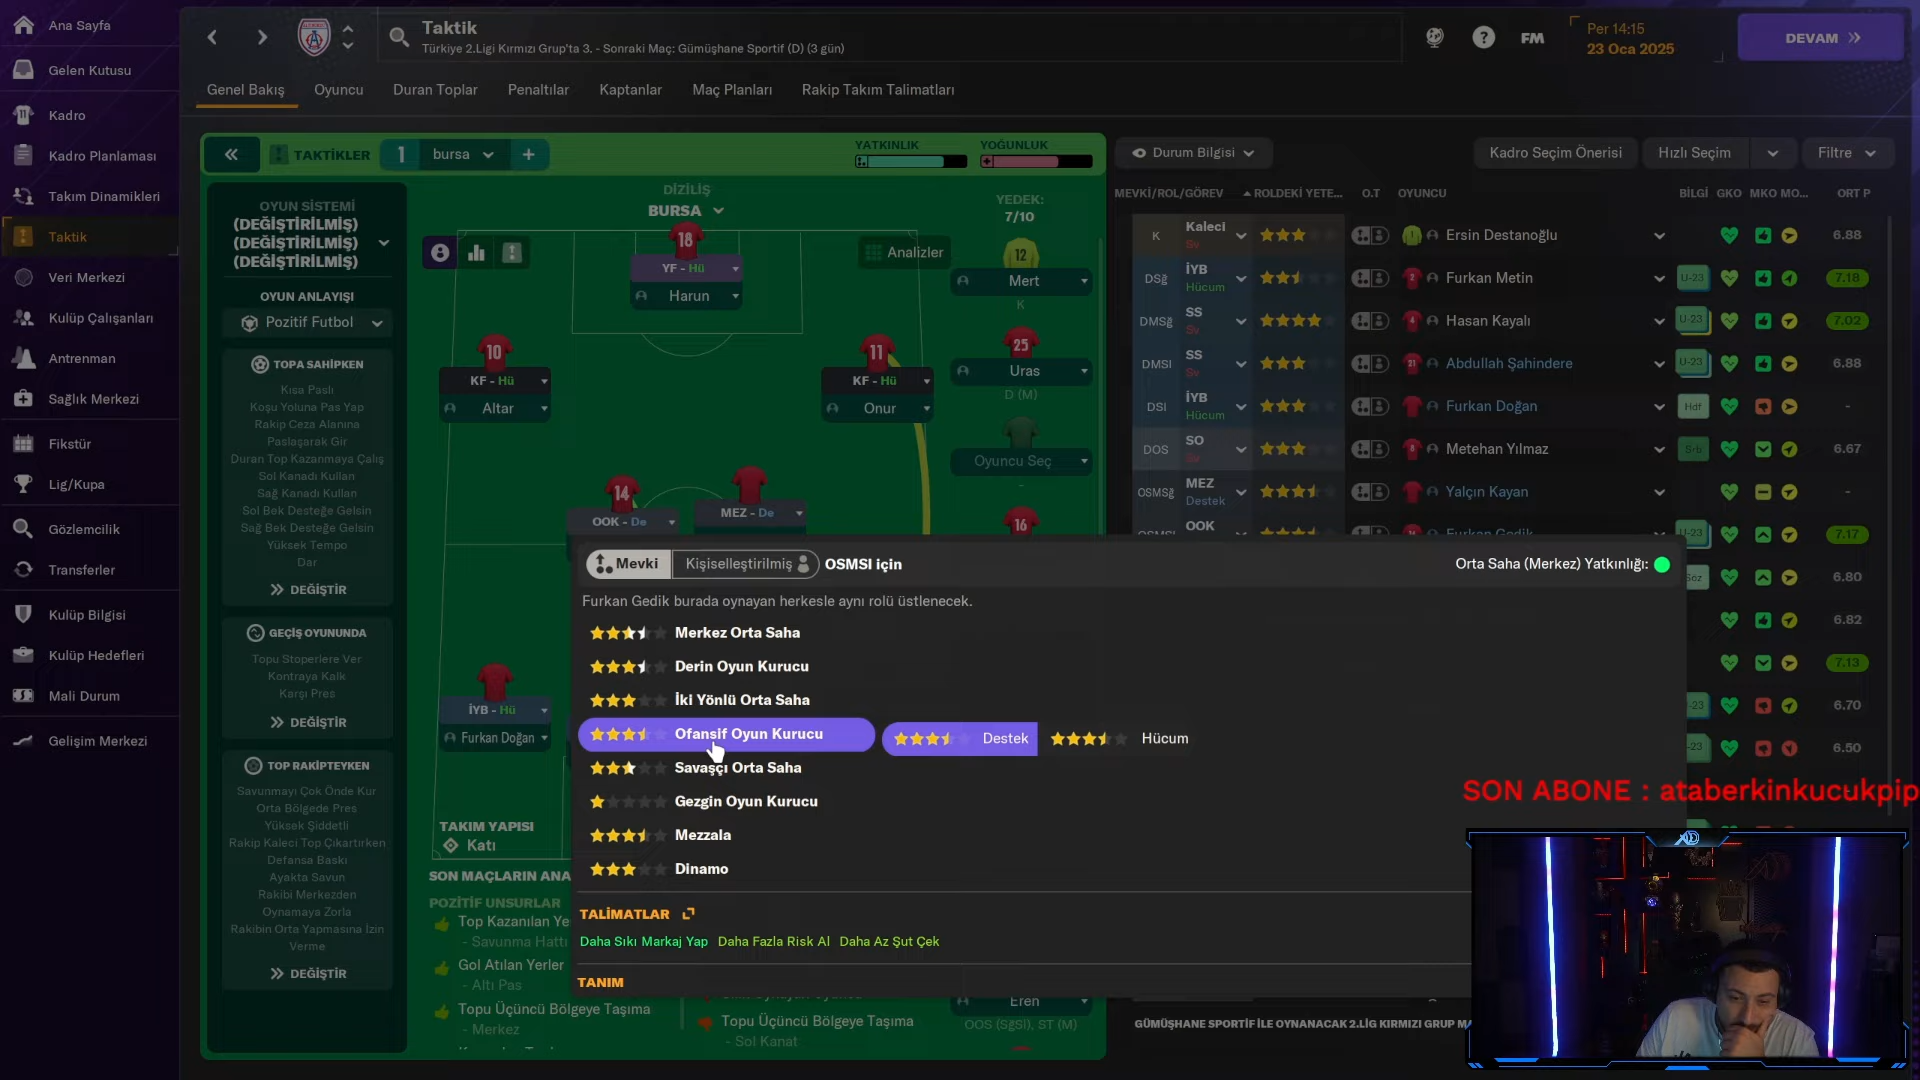 Ana Sayfa
Gelen Kutusu
Kadro
Kadro Planlaması
Takım Dinamikleri
Taktik
Veri Merkezi
Kulüp Çalışanları
Antrenman
Sağlık Merkezi
Fikstür
Lig/Kupa
Gözlemcilik
Transferler
Kulüp Bilgisi
Kulüp Hedefleri
Mali Durum
Gelişim Merkezi
Taktik
Türkiye 2.Ligi Kırmızı Grup'ta 3. - Sonraki Maç: Gümüşhane Sportif (D) (3 gün)
FM
Per 14:15
23 Oca 2025
DEVAM
Genel Bakış
Oyuncu
Duran Toplar
Penaltılar
Kaptanlar
Maç Planları
Rakip Takım Talimatları
TAKTİKLER
1
bursa
YATKINLIK
YOĞUNLUK
OYUN SİSTEMİ
(DEĞİŞTİRİLMİŞ)
(DEĞİŞTİRİLMİŞ)
(DEĞİŞTİRİLMİŞ)
OYUN ANLAYIŞI
Pozitif Futbol
TOPA SAHİPKEN
Kısa Paslı
Koşu Yoluna Pas Yap
Rakip Ceza Alanına
Paslaşarak Gir
Duran Top Kazanmaya Çalış
Sol Kanadı Kullan
Sağ Kanadı Kullan
Sol Bek Desteğe Gelsin
Sağ Bek Desteğe Gelsin
Yüksek Tempo
Dar
DEĞİŞTİR
GEÇİŞ OYUNUNDA
Topu Stoperlere Ver
Kontraya Kalk
Karşı Pres
DEĞİŞTİR
TOP RAKİPTEYKEN
Savunmayı Çok Önde Kur
Orta Bölgede Pres
Yüksek Şiddetli
Rakip Kaleci Top Çıkartırken
Defansa Baskı
Ayakta Savun
Rakibi Merkezden
Oynamaya Zorla
Rakibin Orta Yapmasına İzin
Verme
DEĞİŞTİR
DİZİLİŞ
BURSA
Analizler
18
YF - Hü
Harun
10
KF - Hü
Altar
11
KF - Hü
Onur
14
OOK - De
MEZ - De
İYB - Hü
Furkan Doğan
TAKIM YAPISI
Katı
YEDEK:
7/10
12
Mert
K
25
Uras
D (M)
Oyuncu Seç
-
16
Eren
OOS (SğSl), ST (M)
POZİTİF UNSURLAR
- Savunma Hattı
Gol Atılan Yerler
- Altı Pas
Topu Üçüncü Bölgeye Taşıma
- Merkez
Topu Üçüncü Bölgeye Taşıma
- Sol Kanat
Durum Bilgisi
Kadro Seçim Önerisi
Hızlı Seçim
Filtre
MEVKİ/ROL/GÖREV
ROLDEKİ YETE...
O.T
OYUNCU
BİLGİ
GKO
MKO
MO...
ORT P
K
Kaleci
Sv
Ersin Destanoğlu
6.88
DSğ
İYB
Hücum
2
Furkan Metin
U-23
7.18
DMSğ
SS
Sv
4
Hasan Kayalı
U-23
7.02
DMSl
SS
Sv
21
Abdullah Şahindere
U-23
6.88
DSl
İYB
Hücum
Furkan Doğan
Hdf
-
DOS
SO
Sv
Metehan Yılmaz
Srb
6.67
OSMSğ
MEZ
Destek
Yalçın Kayan
-
OOK
Furkan Gedik
7.17
6.80
6.82
7.13
6.70
6.50
Mevki
Kişiselleştirilmiş
OSMSl için
Orta Saha (Merkez) Yatkınlığı:
Furkan Gedik burada oynayan herkesle aynı rolü üstlenecek.
Merkez Orta Saha
Derin Oyun Kurucu
İki Yönlü Orta Saha
Ofansif Oyun Kurucu
Destek
Hücum
Savaşçı Orta Saha
Gezgin Oyun Kurucu
Mezzala
Dinamo
TALİMATLAR
Daha Sıkı Markaj Yap
Daha Fazla Risk Al
Daha Az Şut Çek
TANIM
SON ABONE : ataberkinkucukpip